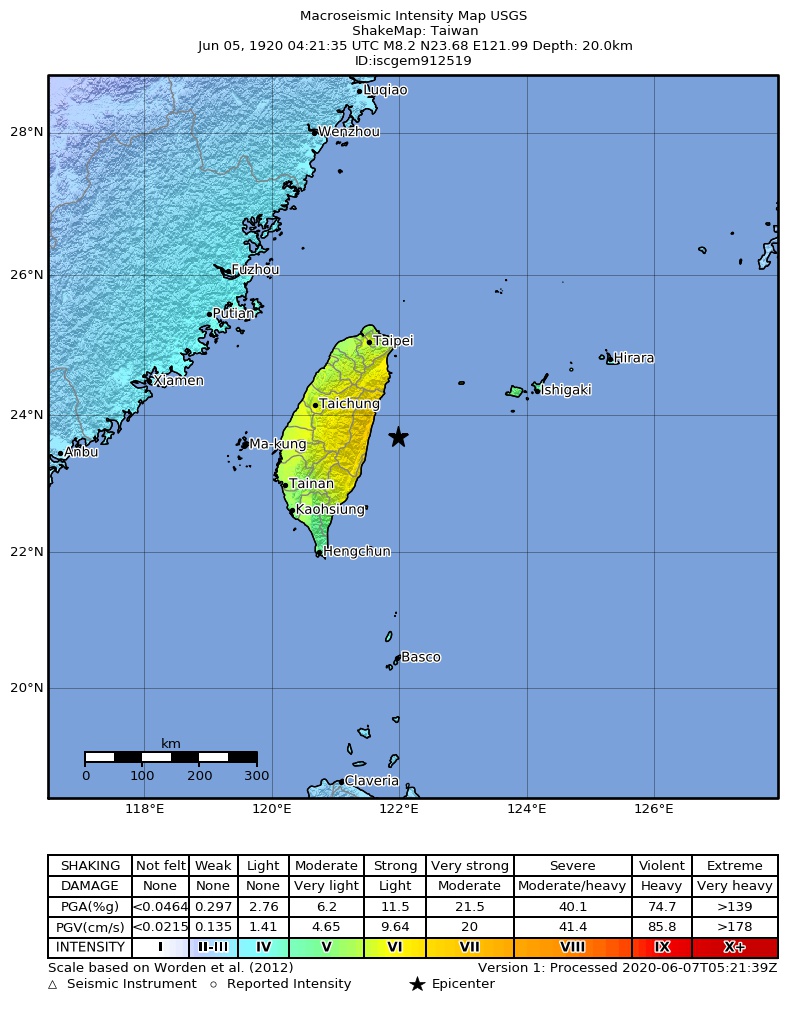 Macroseismic Intensity Map USGS
ShakeMap: Taiwan
Jun 05, 1920 04:21:35 UTC M8.2 N23.68 E121.99 Depth: 20.0km
ID:iscgem912519
Luqiao
28°N
Wenzhou
26°N
Fuzhou
Putian
Taipei
Hirara
Xiamen
Ishigaki
24°N
Taichung
Ma-kung
Anbu
Tainan
Kaohsiung
22°N
Hengchun
Basco
20°N
km
0 100 200 300
Claveria
118°E 120°E 122°E 124°E 126°E
SHAKING Not felt Weak Light Moderate Strong Very strong Severe Violent Extreme
DAMAGE None None None Very light Light Moderate Moderate/heavy Heavy Very heavy
PGA(%g) <0.0464 0.297 2.76 6.2 11.5 21.5 40.1 74.7 >139
PGV(cm/s) <0.0215 0.135 1.41 4.65 9.64 20 41.4 85.8 >178
INTENSITY I II-III IV V VI VII VIII IX X+
Scale based on Worden et al. (2012) Version 1: Processed 2020-06-07T05:21:39Z
△ Seismic Instrument ○ Reported Intensity ★ Epicenter